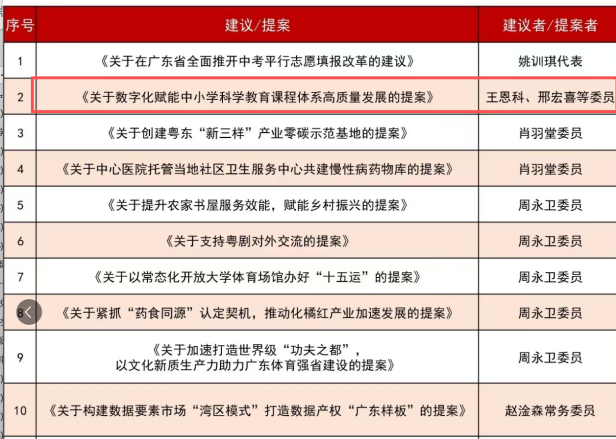 序号 建议/提案 建议者/提案者
1 《关于在广东省全面推开中考平行志愿填报改革的建议》 姚训琪代表
2 《关于数字化赋能中小学科学教育课程体系高质量发展的提案》 王恩科、邢宏喜等委员
3 《关于创建粤东“新三样”产业零碳示范基地的提案》 肖羽堂委员
4 《关于中心医院托管当地社区卫生服务中心共建慢性病药物库的提案》 肖羽堂委员
5 《关于提升农家书屋服务效能，赋能乡村振兴的提案》 周永卫委员
6 《关于支持粤剧对外交流的提案》 周永卫委员
7 《关于以常态化开放大学体育场馆办好“十五运”的提案》 周永卫委员
8 《关于紧抓“药食同源”认定契机，推动化橘红产业加速发展的提案》 周永卫委员
9 《关于加速打造世界级“功夫之都”，
以文化新质生产力助力广东体育强省建设的提案》 周永卫委员
10 《关于构建数据要素市场“湾区模式”打造数据产权“广东样板”的提案》 赵淦森常务委员